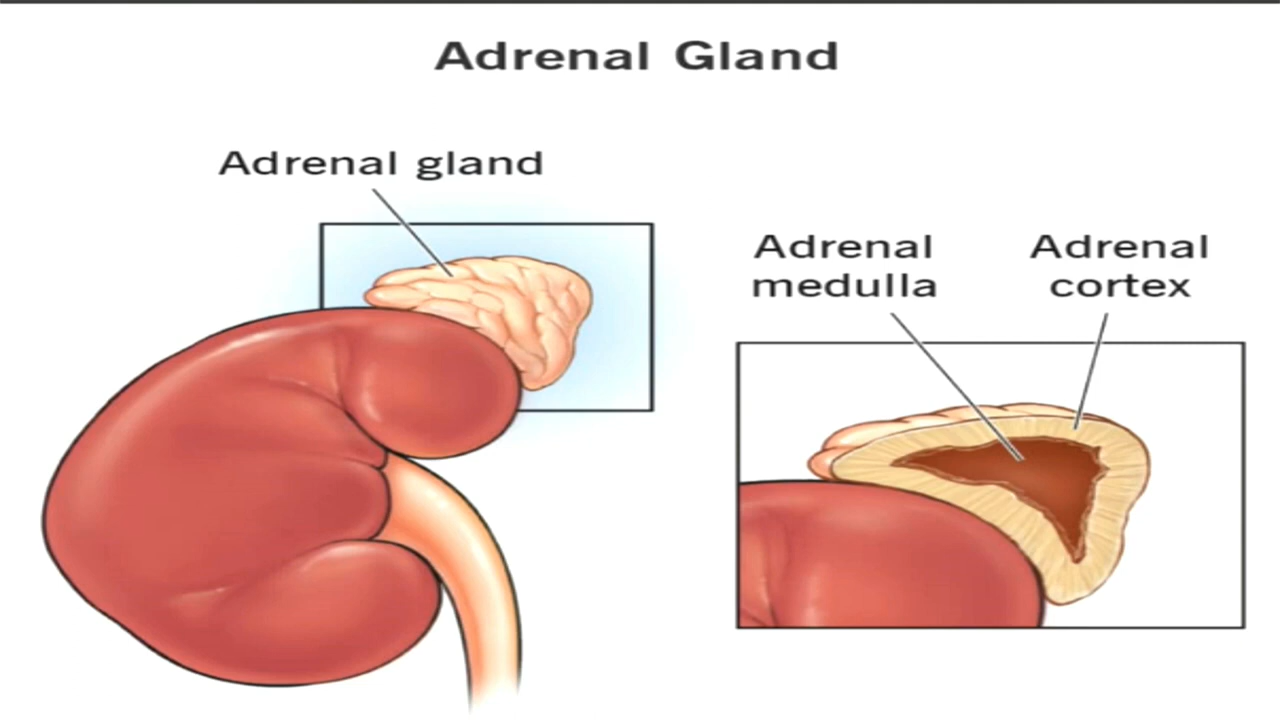 Adrenal Gland
Adrenal gland
Adrenal
medulla
Adrenal
cortex